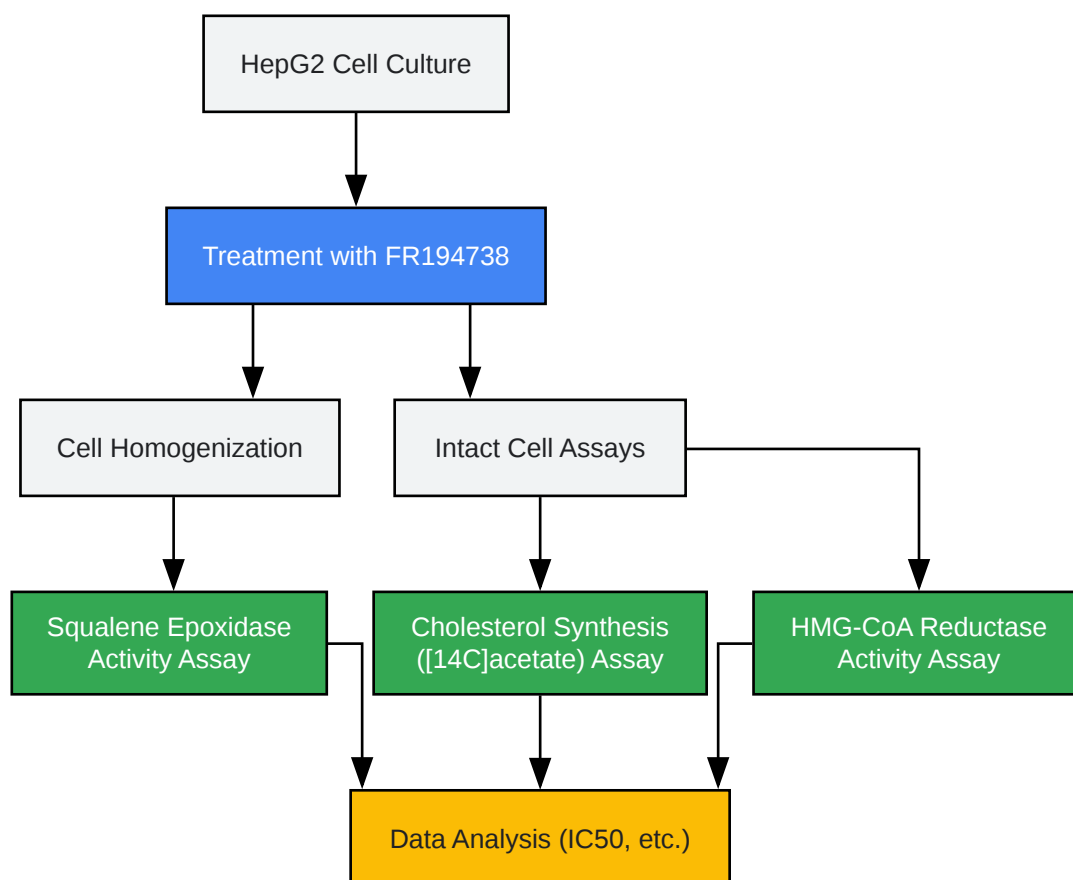 HepG2 Cell Culture
Treatment with FR194738
Cell Homogenization
Intact Cell Assays
Squalene Epoxidase
Activity Assay
Cholesterol Synthesis
([14C]acetate) Assay
HMG-CoA Reductase
Activity Assay
Data Analysis (IC50, etc.)